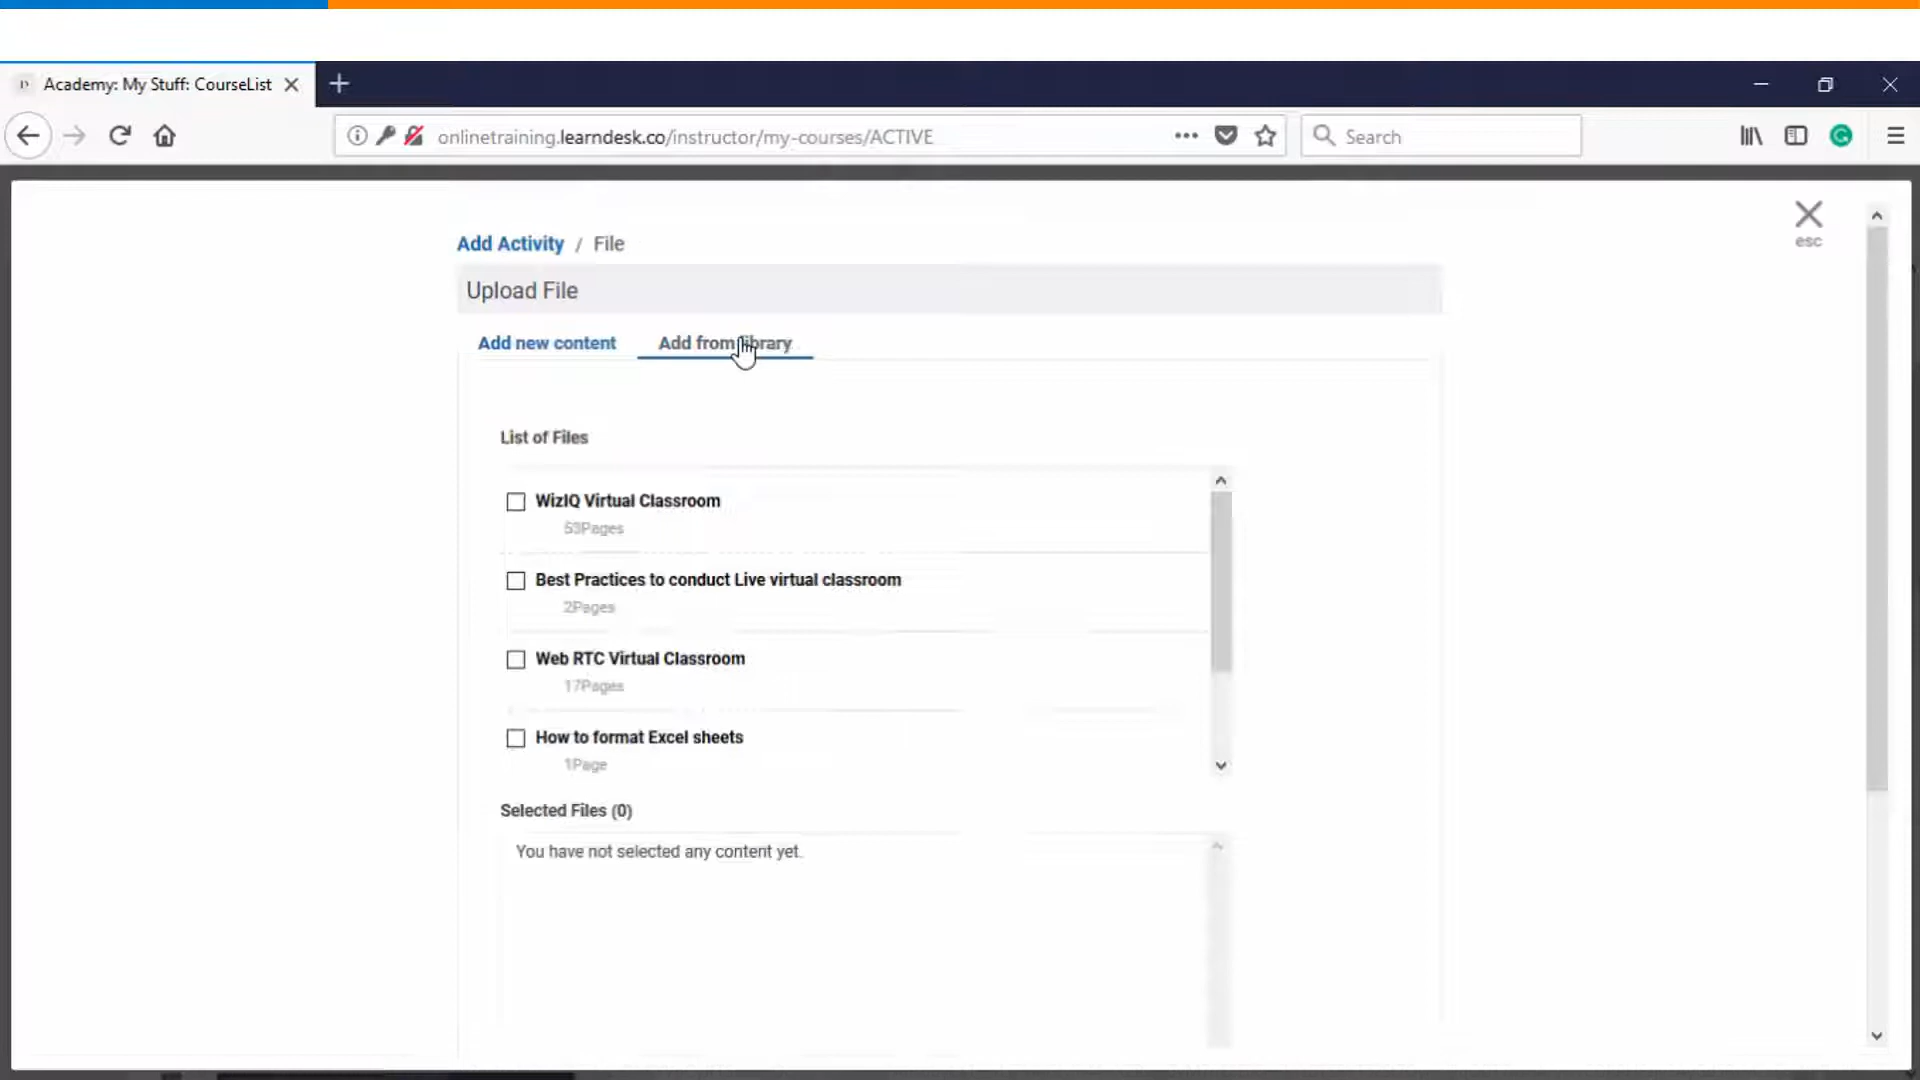 Academy: My Stuff: CourseList
onlinetraining.learndesk.co/instructor/my-courses/ACTIVE
Search
esc
Add Activity / File
Upload File
Add new content
Add from library
List of Files
WizIQ Virtual Classroom
53Pages
Best Practices to conduct Live virtual classroom
2Pages
Web RTC Virtual Classroom
17Pages
How to format Excel sheets
1Page
Selected Files (0)
You have not selected any content yet.